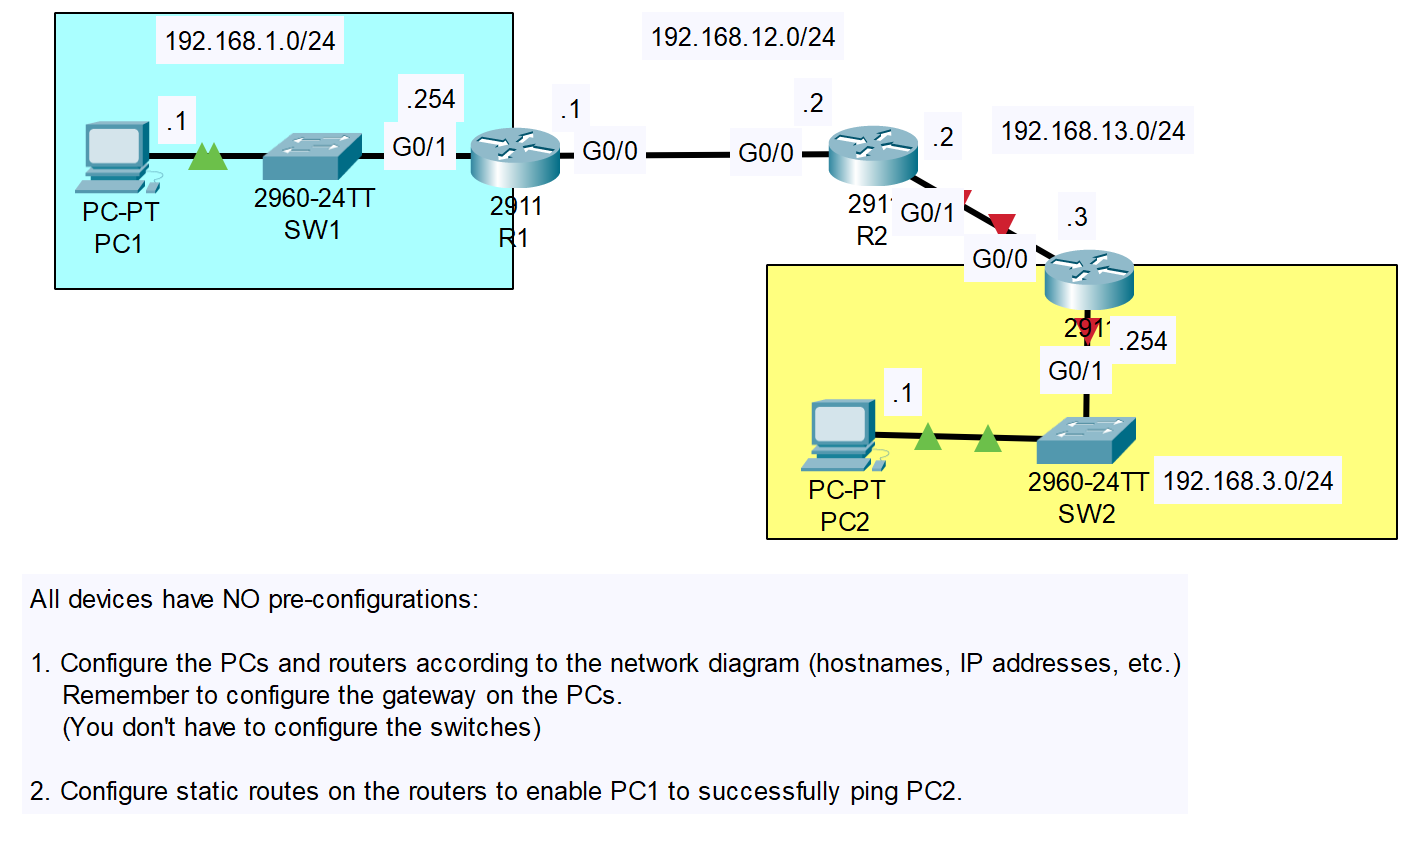 192.168.1.0/24
192.168.12.0/24
.254
.1
.2
.1
G0/1
G0/0
G0/0
.2
192.168.13.0/24
PC-PT
PC1
2960-24TT
SW1
2911
R1
291
R2
G0/1
.3
G0/0
291
.254
G0/1
.1
PC-PT
PC2
2960-24TT
SW2
192.168.3.0/24
All devices have NO pre-configurations:
1. Configure the PCs and routers according to the network diagram (hostnames, IP addresses, etc.)
Remember to configure the gateway on the PCs.
(You don't have to configure the switches)
2. Configure static routes on the routers to enable PC1 to successfully ping PC2.